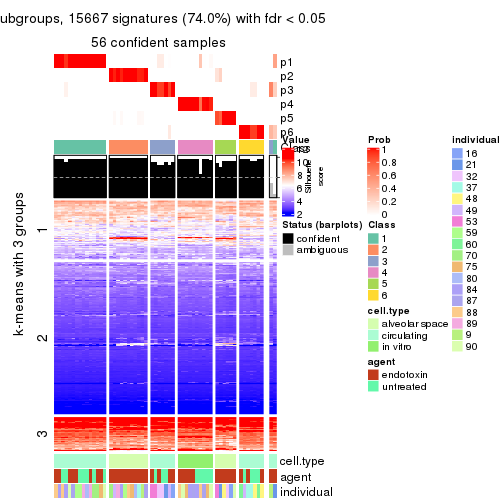 ubgroups, 15667 signatures (74.0%) with fdr < 0.05
56 confident samples
p1
p2
p3
p4
p5
p6
Class
Silhouette score
1
2
3
k-means with 3 groups
cell.type
agent
individual
Value
10
8
6
4
2
Status (barplots)
confident
ambiguous
Prob
1
0.8
0.6
0.4
0.2
0
Class
1
2
3
4
5
6
cell.type
alveolar space
circulating
in vitro
agent
endotoxin
untreated
individual
16
21
32
37
48
49
53
59
60
70
75
80
84
87
88
89
9
90